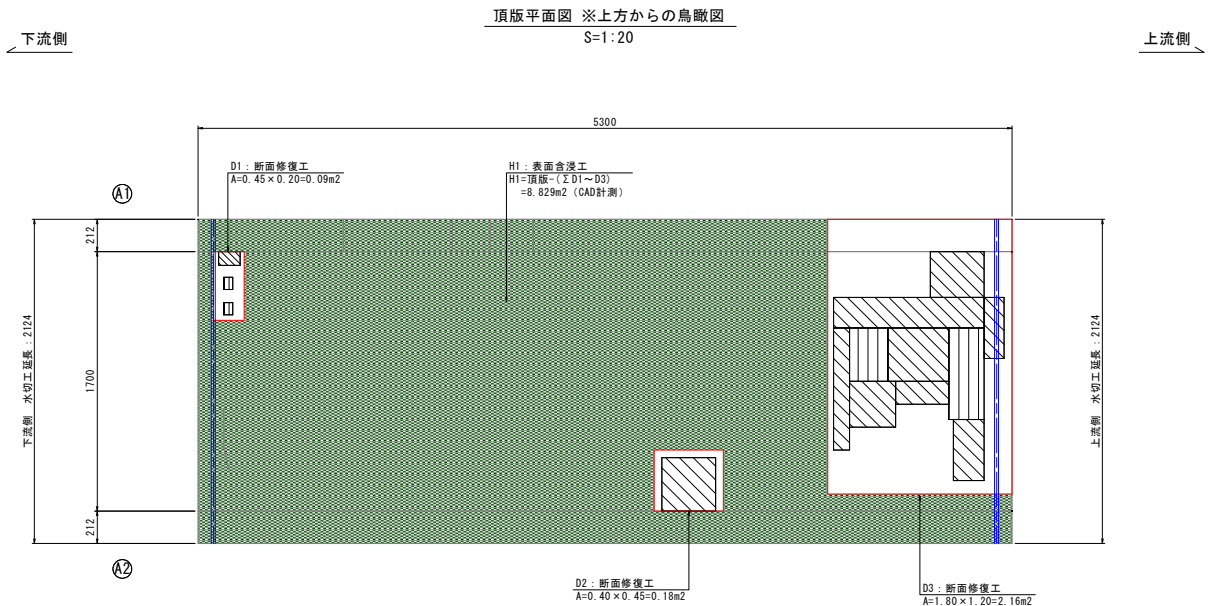 頂版平面図 ※上方からの鳥瞰図
S=1:20
下流側
上流側
5300
D1：断面修復工
A=0.45×0.20=0.09m2
H1：表面含浸工
H1=頂版-(ΣD1～D3)
=8.829m2（CAD計測）
A1
212
1700
212
下流側 水切工延長：2124
上流側 水切工延長：2124
A2
D2：断面修復工
A=0.40×0.45=0.18m2
D3：断面修復工
A=1.80×1.20=2.16m2